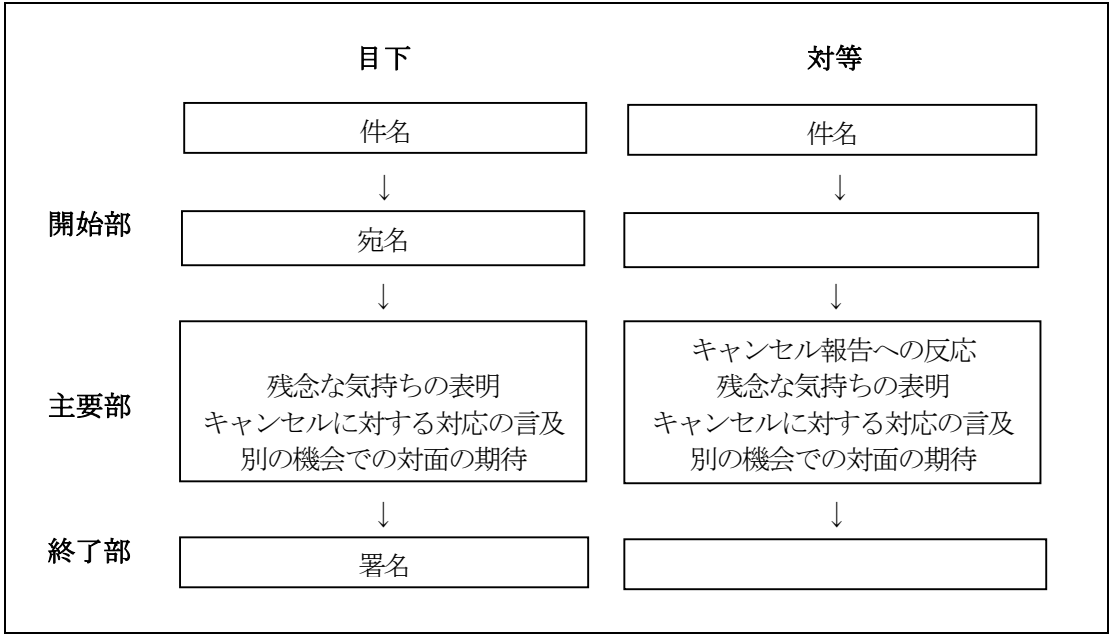 目下 対等
件名 件名
↓ ↓
開始部 宛名
↓ ↓
キャンセル報告への反応
残念な気持ちの表明 残念な気持ちの表明
主要部 キャンセルに対する対応の言及 キャンセルに対する対応の言及
別の機会での対面の期待 別の機会での対面の期待
↓ ↓
終了部 署名